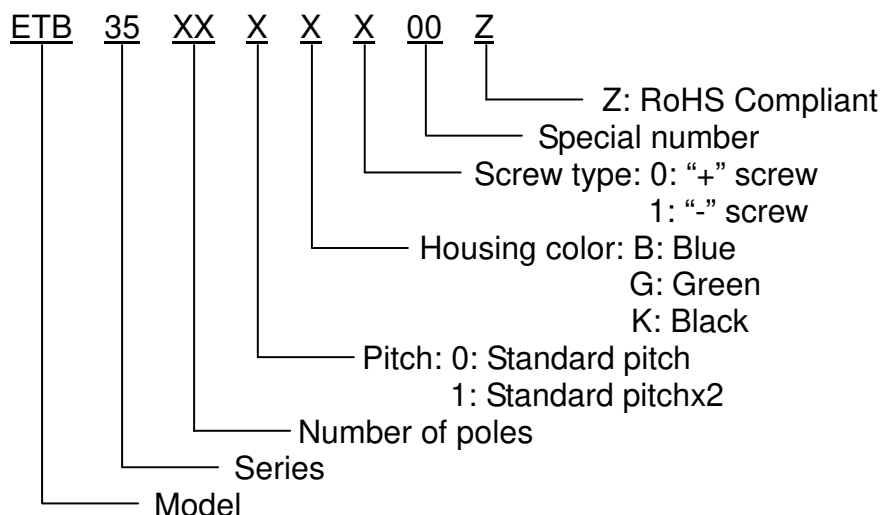 ETB 35 XX X X X 00 Z
Z: RoHS Compliant
Special number
Screw type: 0: “+” screw
1: “-” screw
Housing color: B: Blue
G: Green
K: Black
Pitch: 0: Standard pitch
1: Standard pitchx2
Number of poles
Series
Model